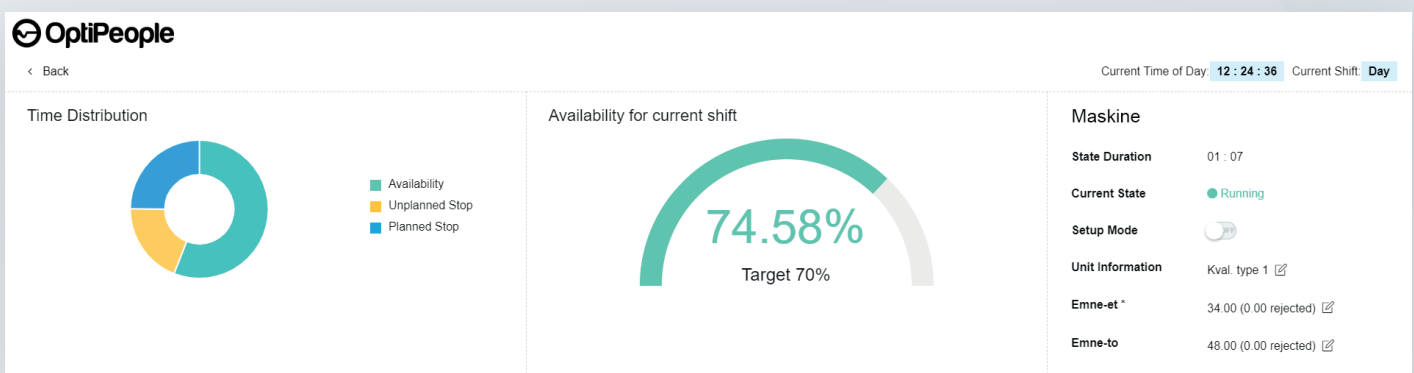 OptiPeople
< Back
Current Time of Day: 12 : 24 : 36 Current Shift: Day
Time Distribution
Availability
Unplanned Stop
Planned Stop
Availability for current shift
74.58%
Target 70%
Maskine
State Duration 01 : 07
Current State Running
Setup Mode OFF
Unit Information Kval. type 1
Emne-et * 34.00 (0.00 rejected)
Emne-to 48.00 (0.00 rejected)